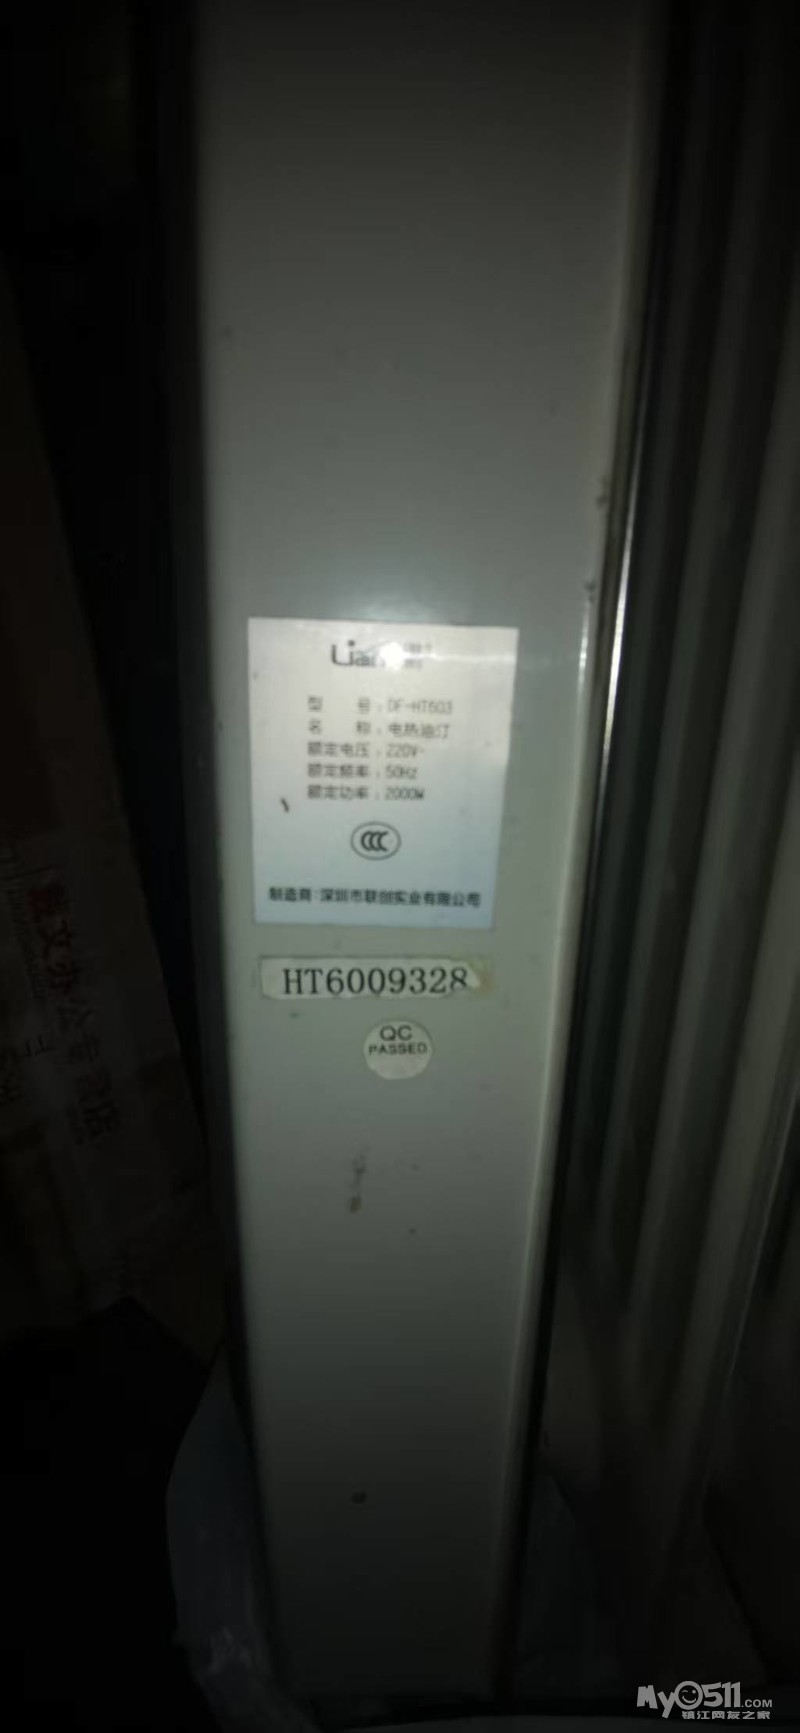 型 号：DF-HT603
名 称：电热油汀
额定电压：220V~
额定频率：50Hz
额定功率：2000W
CCC
制造商：深圳市联创实业有限公司
HT6009328
QC
PASSED
My0511.com
镇江网友之家